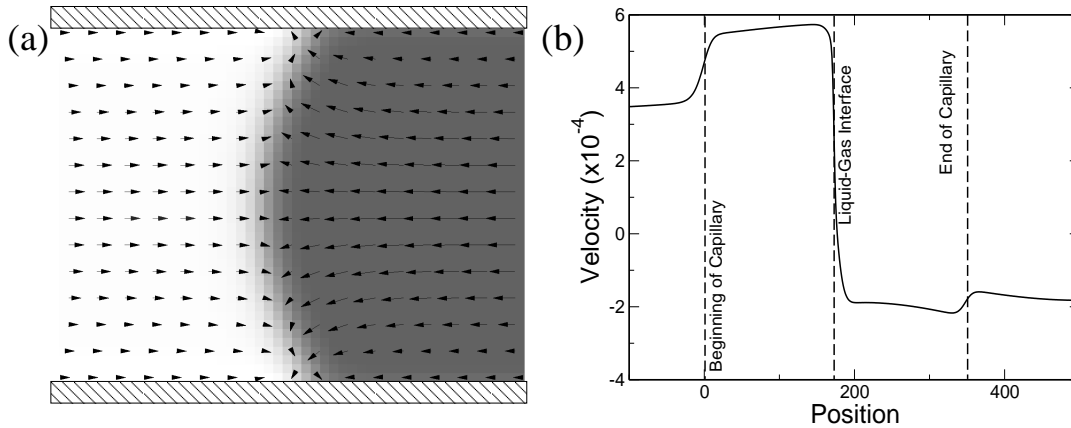 (a)
(b)
6
4
2
0
-2
-4
Velocity (x10⁻⁴)
Beginning of Capillary
Liquid-Gas Interface
End of Capillary
0
200
400
Position